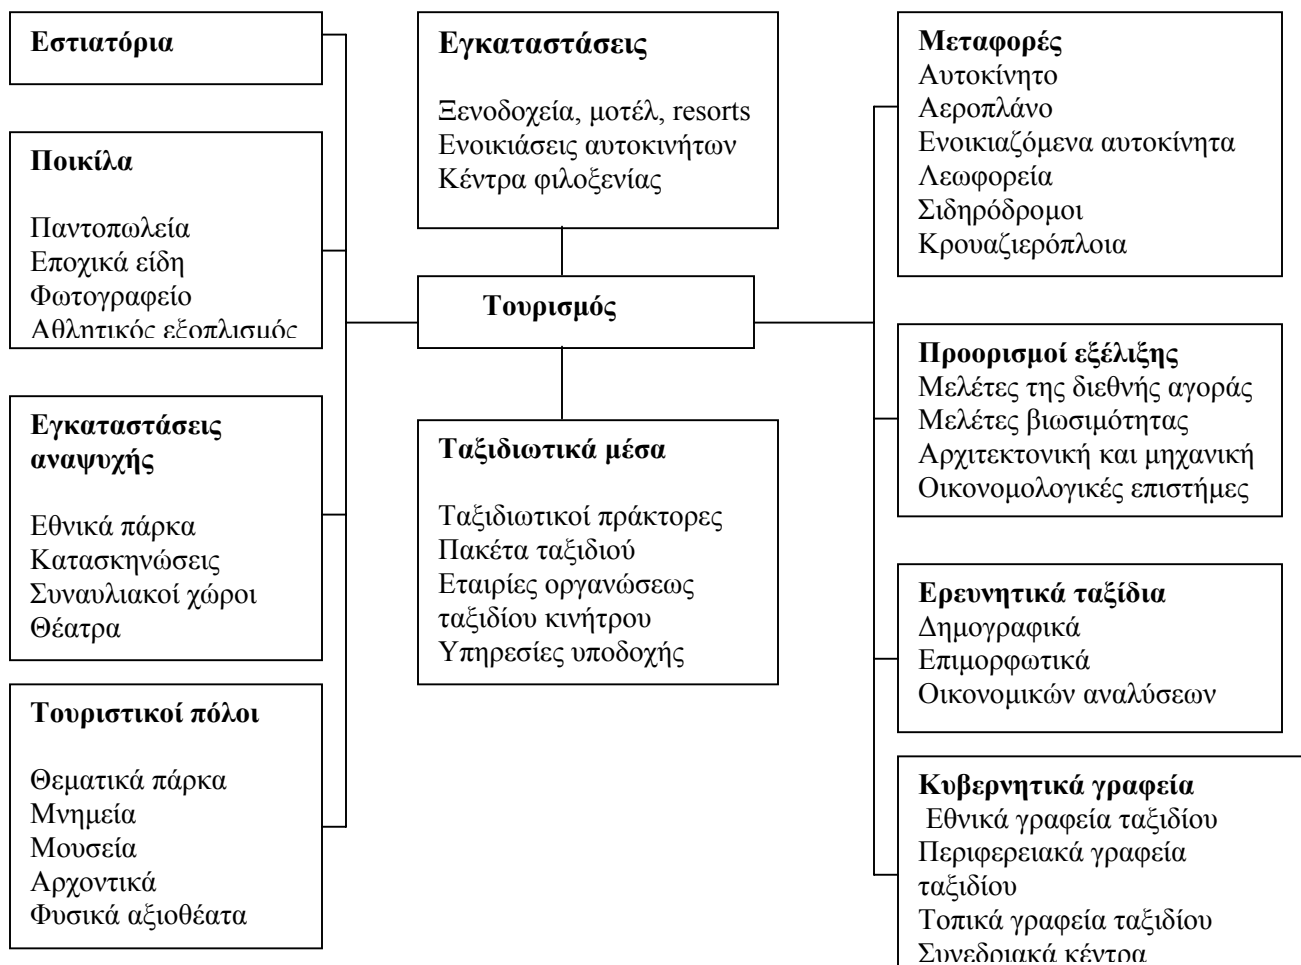 Εστιατόρια
Ποικίλα
Παντοπωλεία
Εποχικά είδη
Φωτογραφείο
Αθλητικός εξοπλισμός
Εγκαταστάσεις
αναψυχής
Εθνικά πάρκα
Κατασκηνώσεις
Συναυλιακοί χώροι
Θέατρα
Τουριστικοί πόλοι
Θεματικά πάρκα
Μνημεία
Μουσεία
Αρχοντικά
Φυσικά αξιοθέατα
Εγκαταστάσεις
Ξενοδοχεία, μοτέλ, resorts
Ενοικιάσεις αυτοκινήτων
Κέντρα φιλοξενίας
Τουρισμός
Ταξιδιωτικά μέσα
Ταξιδιωτικοί πράκτορες
Πακέτα ταξιδιού
Εταιρίες οργανώσεως
ταξιδίου κινήτρου
Υπηρεσίες υποδοχής
Μεταφορές
Αυτοκίνητο
Αεροπλάνο
Ενοικιαζόμενα αυτοκίνητα
Λεωφορεία
Σιδηρόδρομοι
Κρουαζιερόπλοια
Προορισμοί εξέλιξης
Μελέτες της διεθνής αγοράς
Μελέτες βιωσιμότητας
Αρχιτεκτονική και μηχανική
Οικονομολογικές επιστήμες
Ερευνητικά ταξίδια
Δημογραφικά
Επιμορφωτικά
Οικονομικών αναλύσεων
Κυβερνητικά γραφεία
Εθνικά γραφεία ταξιδίου
Περιφερειακά γραφεία
ταξιδίου
Τοπικά γραφεία ταξιδίου
Συνεδριακά κέντρα